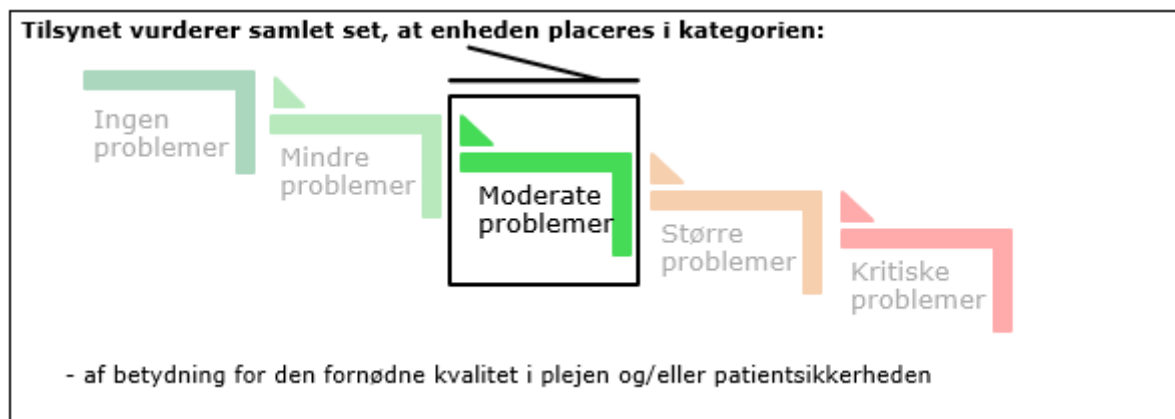 Tilsynet vurderer samlet set, at enheden placeres i kategorien:
Ingen
problemer
Mindre
problemer
Moderate
problemer
Større
problemer
Kritiske
problemer
- af betydning for den fornødne kvalitet i plejen og/eller patientsikkerheden